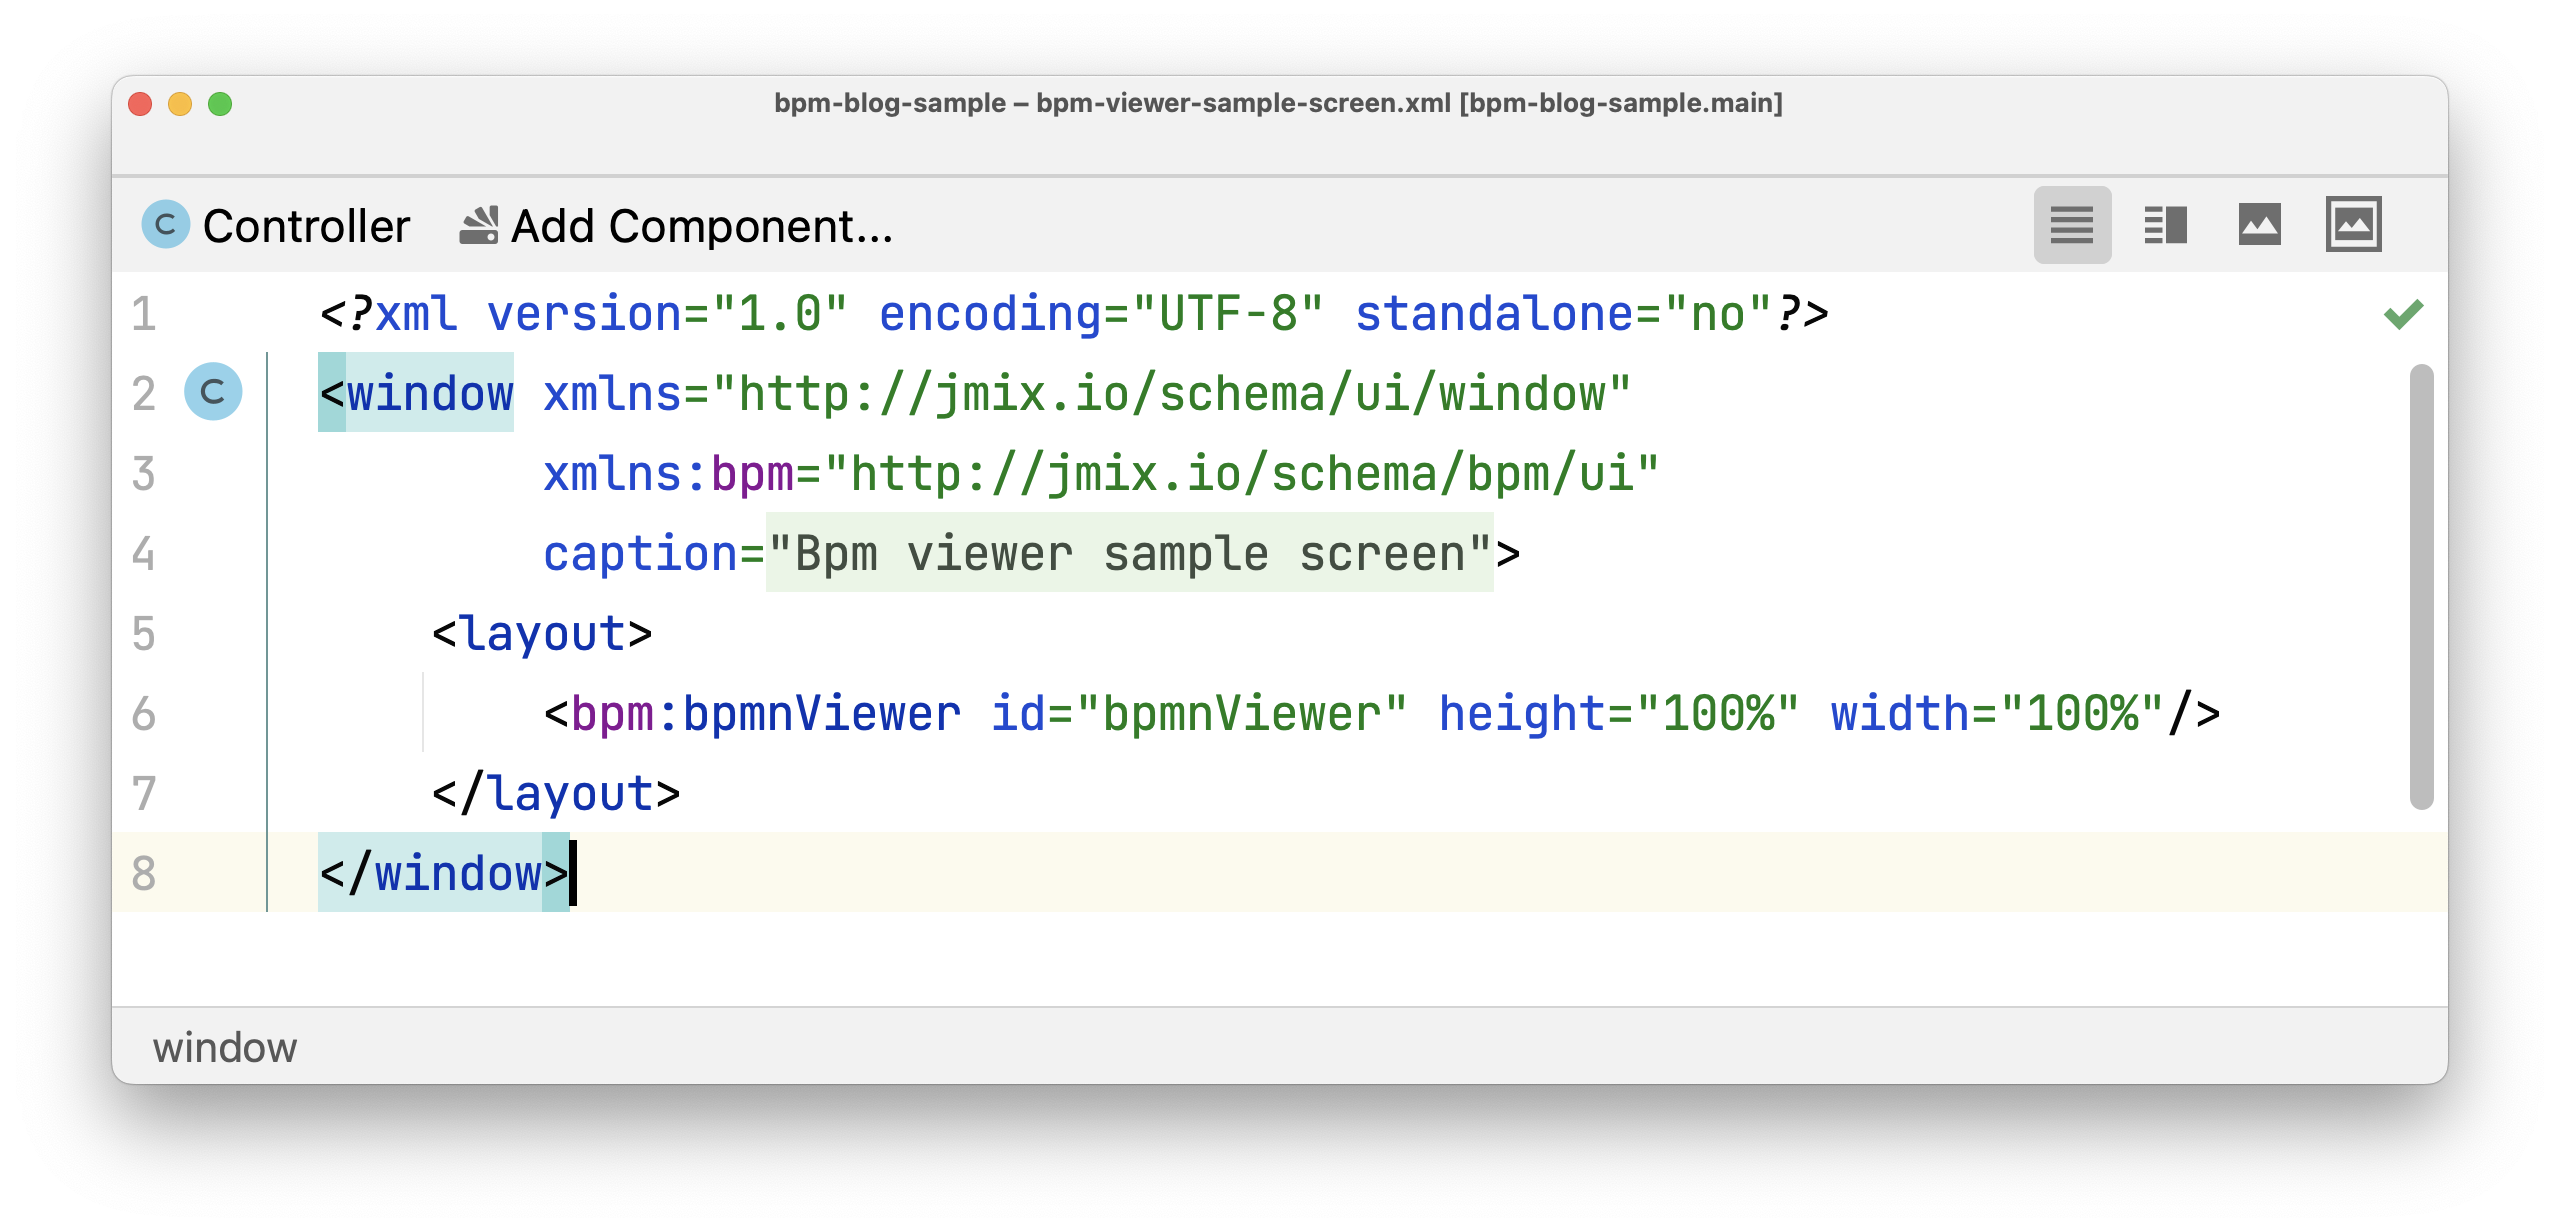 bpm-blog-sample – bpm-viewer-sample-screen.xml [bpm-blog-sample.main]
C Controller Add Component...
1 <?xml version="1.0" encoding="UTF-8" standalone="no"?>
2 C <window xmlns="http://jmix.io/schema/ui/window"
3 xmlns:bpm="http://jmix.io/schema/bpm/ui"
4 caption="Bpm viewer sample screen">
5 <layout>
6 <bpm:bpmnViewer id="bpmnViewer" height="100%" width="100%"/>
7 </layout>
8 </window>
window